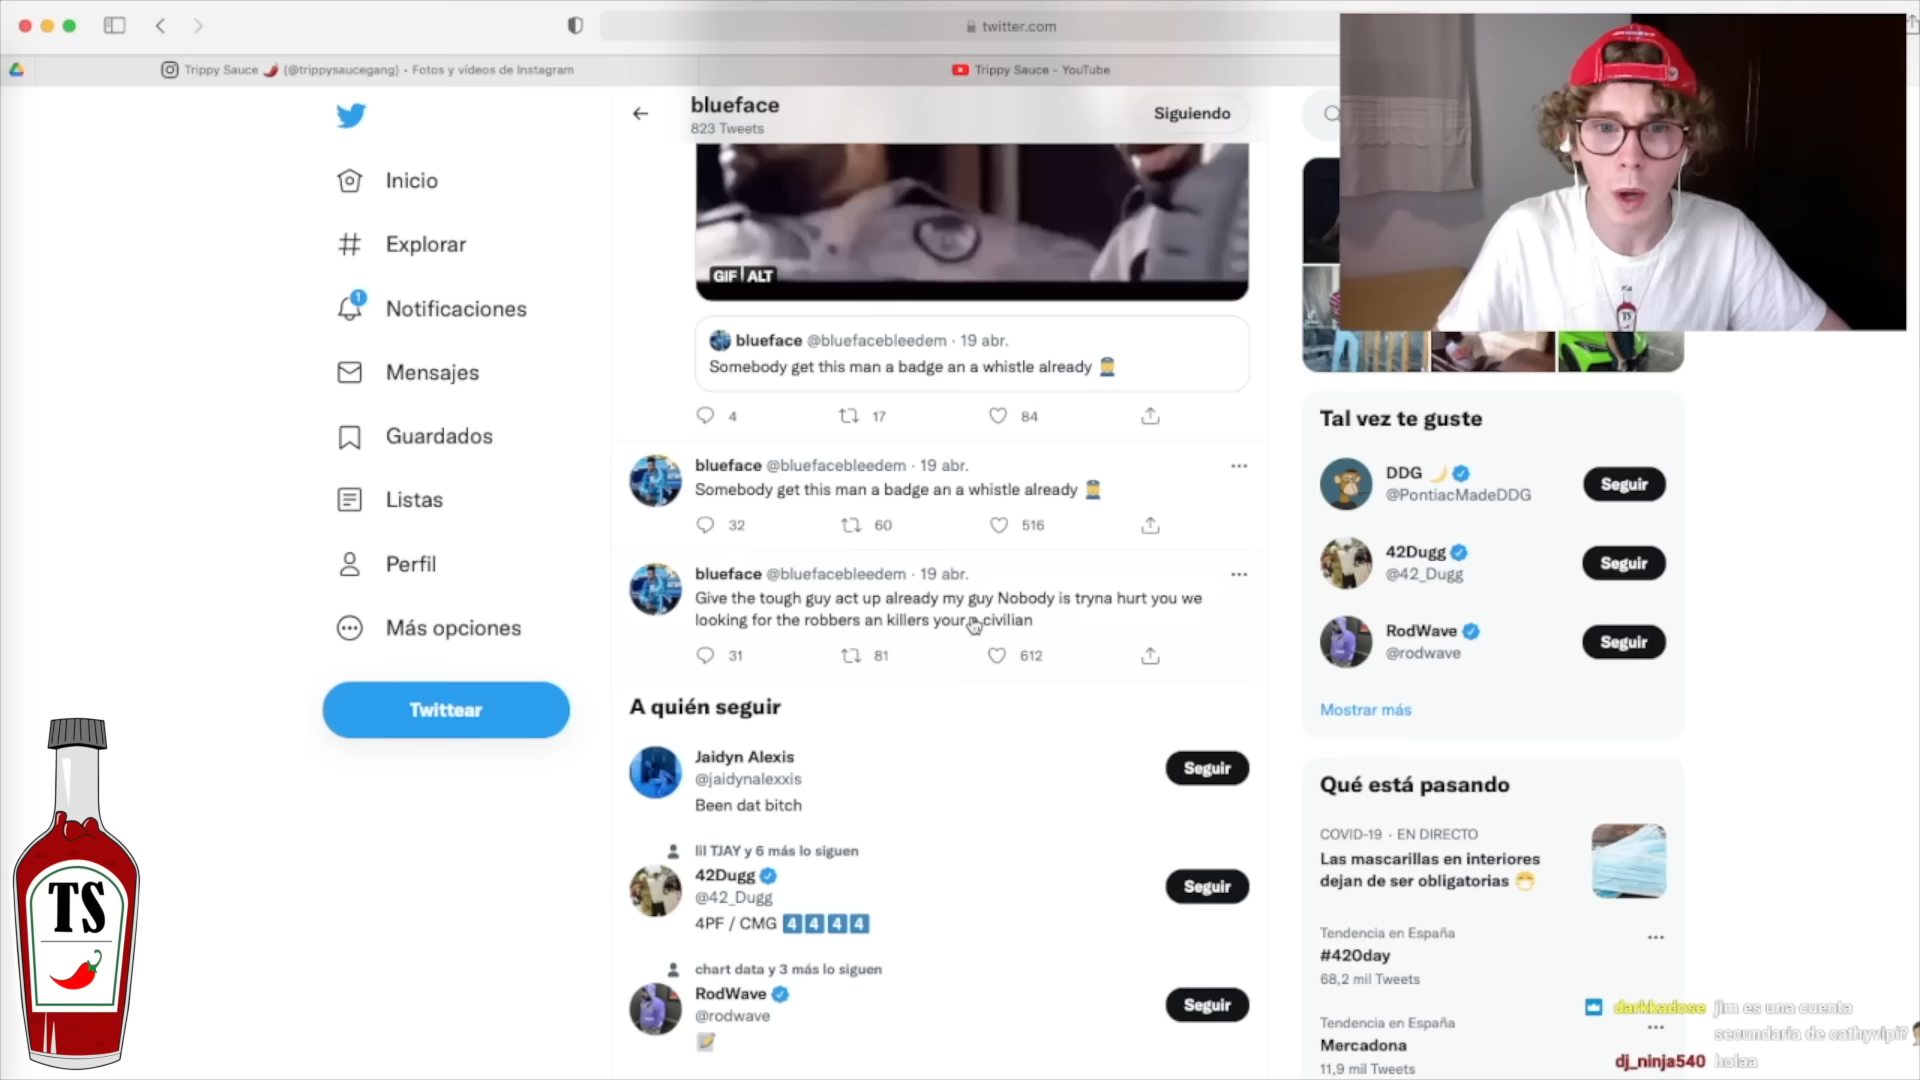 twitter.com
Trippy Sauce 🌶️ (@trippysaucegang) • Fotos y vídeos de Instagram
Trippy Sauce - YouTube
blueface
823 Tweets
Siguiendo
Inicio
Explorar
1
Notificaciones
Mensajes
Guardados
Listas
Perfil
Más opciones
Twittear
GIF ALT
blueface @bluefacebleedem · 19 abr.
Somebody get this man a badge an a whistle already 👮
4 17 84
blueface @bluefacebleedem · 19 abr.
Somebody get this man a badge an a whistle already 👮
32 60 516
blueface @bluefacebleedem · 19 abr.
Give the tough guy act up already my guy Nobody is tryna hurt you we
looking for the robbers an killers your civilian
31 81 612
A quién seguir
Jaidyn Alexis
@jaidynalexxis
Been dat bitch
Seguir
lil TJAY y 6 más lo siguen
42Dugg
@42_Dugg
4PF / CMG 4️⃣4️⃣4️⃣4️⃣
Seguir
chart data y 3 más lo siguen
RodWave
@rodwave
📝
Seguir
TS
Tal vez te guste
DDG 🌙
@PontiacMadeDDG
Seguir
42Dugg
@42_Dugg
Seguir
RodWave
@rodwave
Seguir
Mostrar más
Qué está pasando
COVID-19 · EN DIRECTO
Las mascarillas en interiores
dejan de ser obligatorias 😷
Tendencia en España
#420day
68,2 mil Tweets
Tendencia en España
Mercadona
11,9 mil Tweets
darkkadose jim es una cuenta
secundaria de cathyvipi?
dj_ninja540 holaa
TS